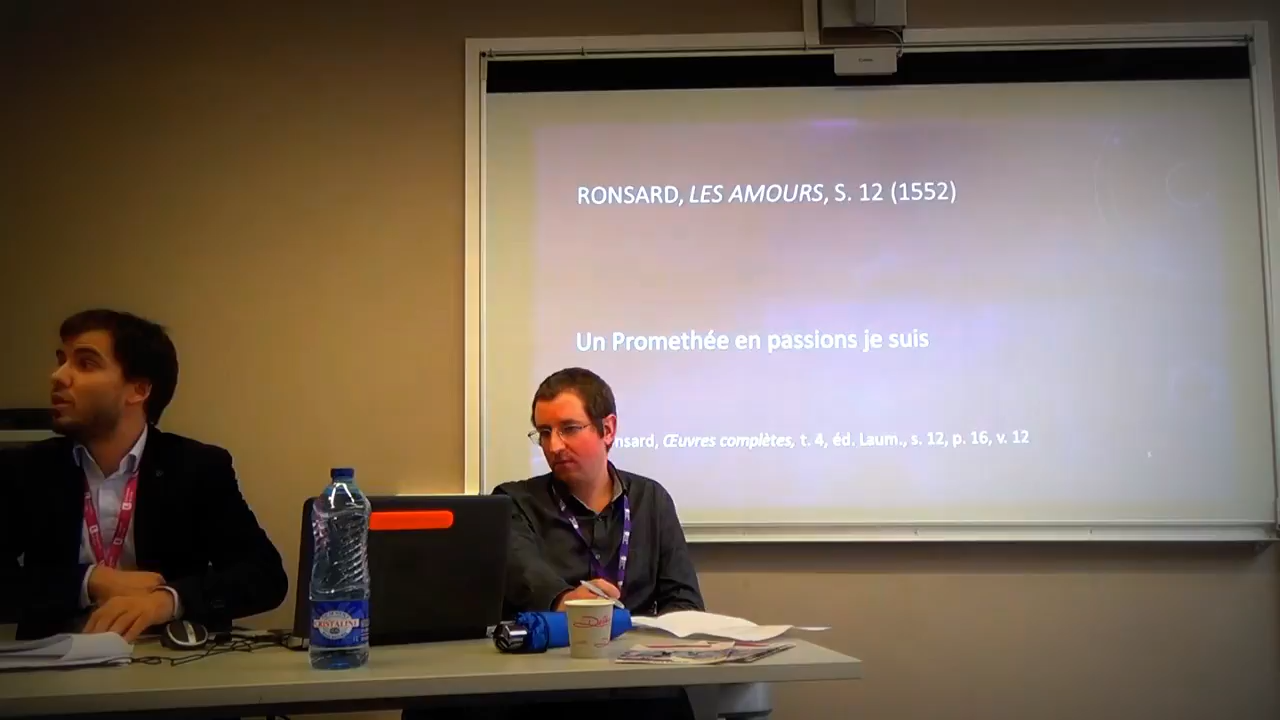 RONSARD, LES AMOURS, S. 12 (1552)
Un Promethée en passions je suis
nsard, Œuvres complètes, t. 4, éd. Laum., s. 12, p. 16, v. 12
CRISTALINE